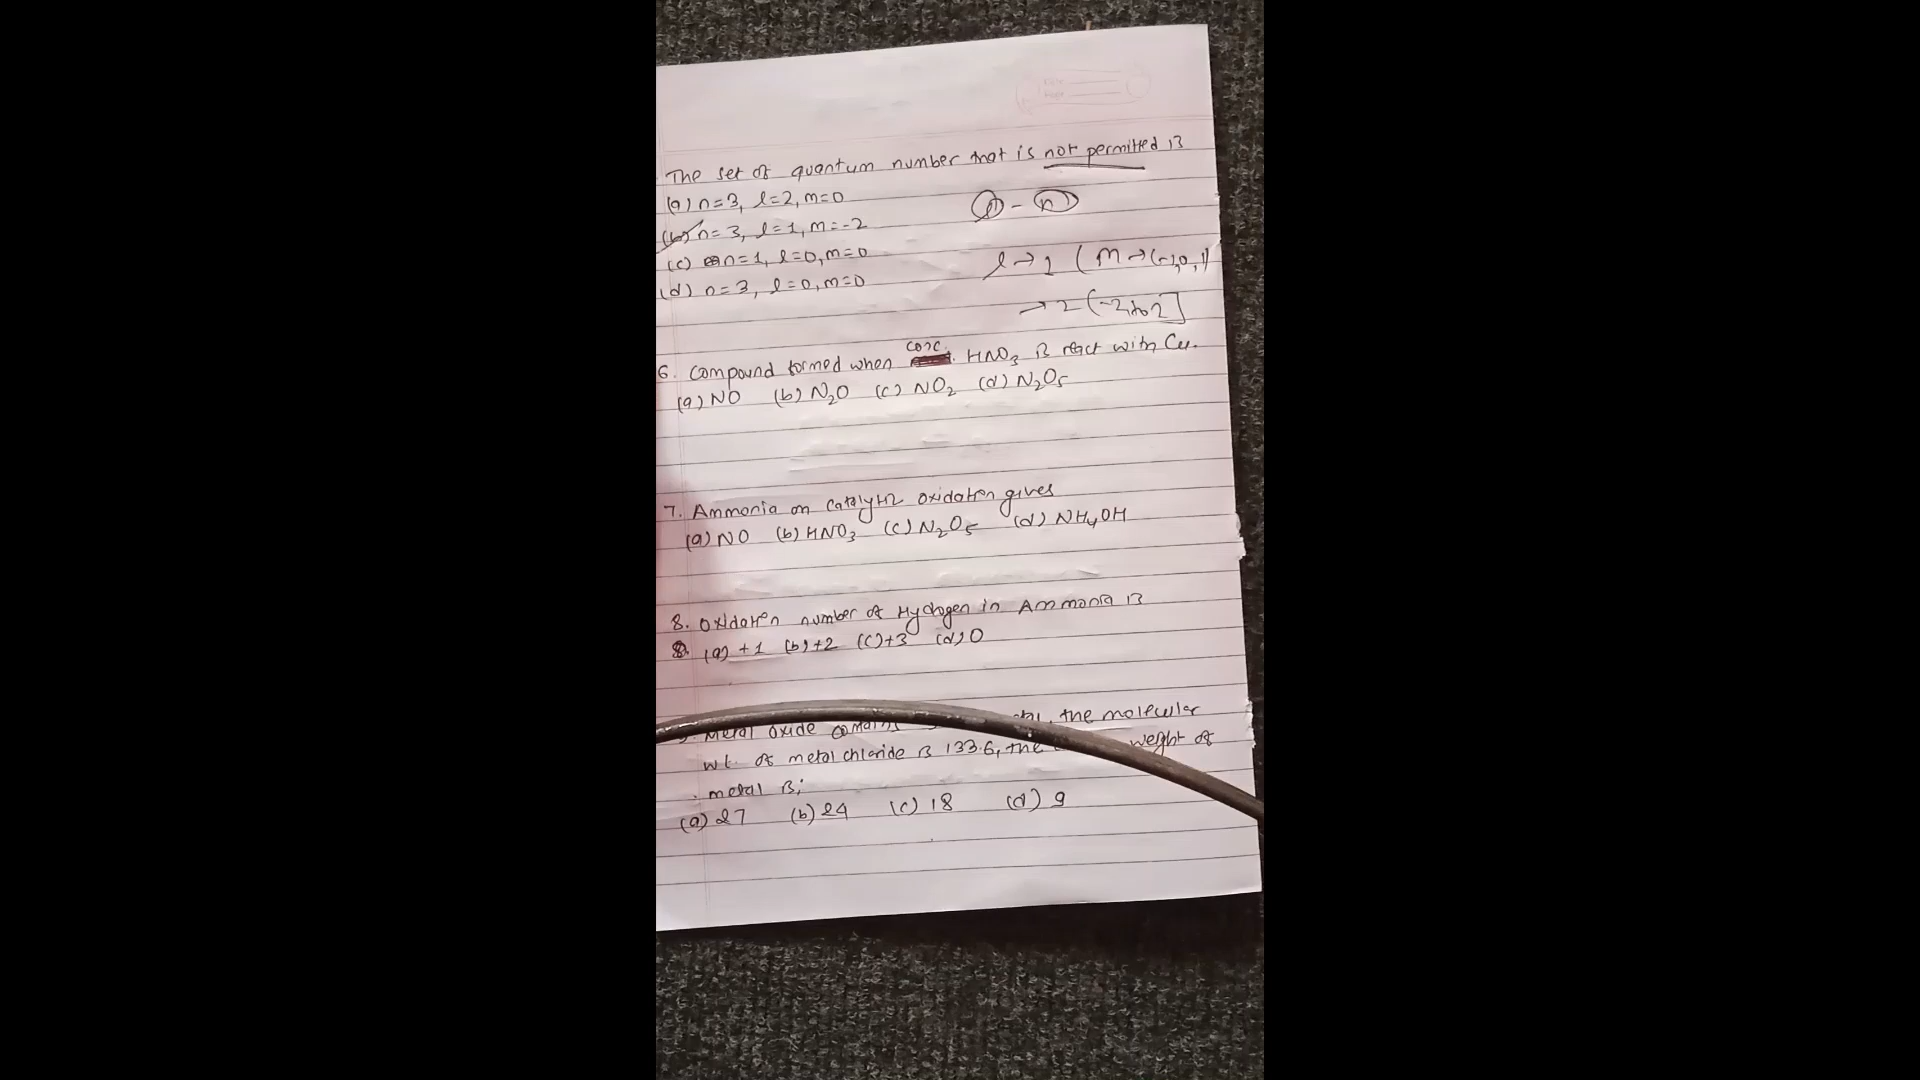 The set of quantum number that is not permitted is
(a) n=3, l=2, m=0
(b) n=3, l=1, m=-2
(c) n=1, l=0, m=0
(d) n=3, l=0, m=0
l→1 (m→(-1,0,1)
→2 (-2 to 2]
6. Compound formed when conc. HNO₃ is react with Cu.
(a) NO (b) N₂O (c) NO₂ (d) N₂O₅
7. Ammonia on catalytic oxidation gives
(a) NO (b) HNO₃ (c) N₂O₅ (d) NH₄OH
8. Oxidation number of Hydrogen in Ammonia is
(a) +1 (b) +2 (c) +3 (d) 0
Metal oxide contains the molecular
wt. of metal chloride is 133.6, the weight of
metal is;
(a) 27 (b) 24 (c) 18 (d) 9